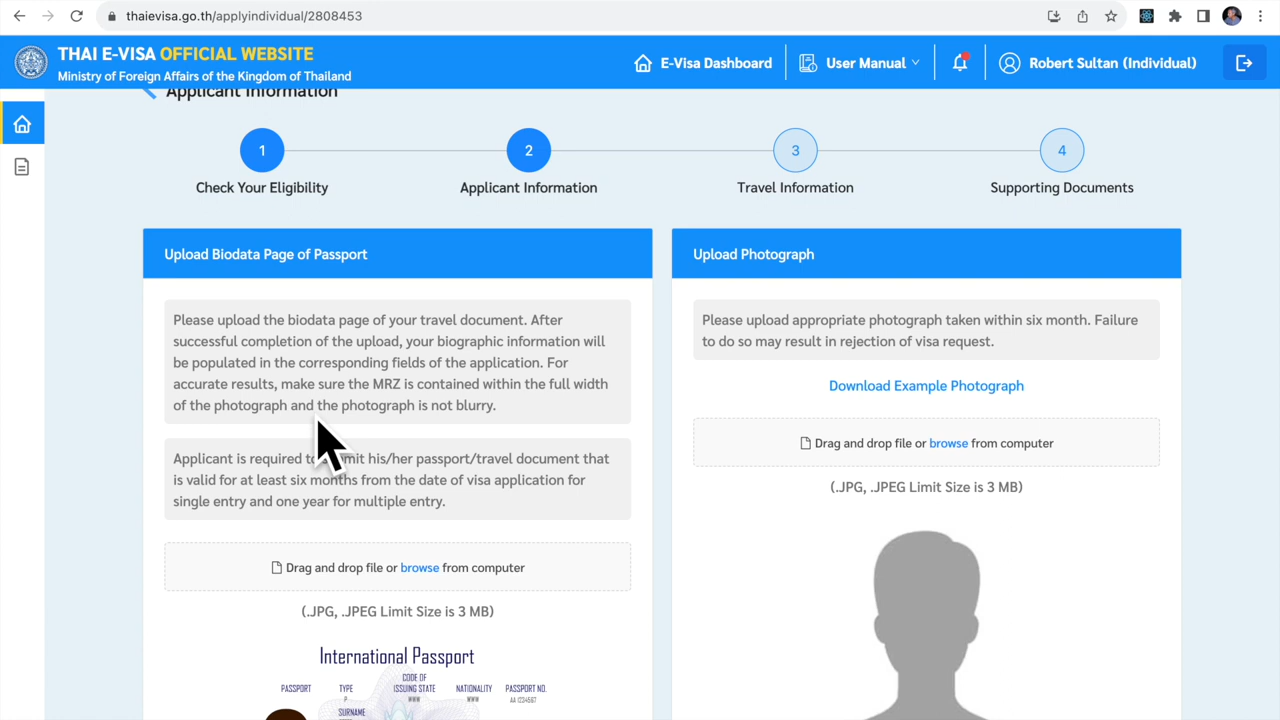 thaievisa.go.th/applyindividual/2808453
THAI E-VISA OFFICIAL WEBSITE
Ministry of Foreign Affairs of the Kingdom of Thailand
E-Visa Dashboard
User Manual
Robert Sultan (Individual)
Applicant Information
1
2
3
4
Check Your Eligibility
Applicant Information
Travel Information
Supporting Documents
Upload Biodata Page of Passport
Please upload the biodata page of your travel document. After
successful completion of the upload, your biographic information will
be populated in the corresponding fields of the application. For
accurate results, make sure the MRZ is contained within the full width
of the photograph and the photograph is not blurry.
Applicant is required to submit his/her passport/travel document that
is valid for at least six months from the date of visa application for
single entry and one year for multiple entry.
Drag and drop file or browse from computer
(.JPG, .JPEG Limit Size is 3 MB)
International Passport
PASSPORT
TYPE
P
CODE OF
ISSUING STATE
WWW
NATIONALITY
WWW
PASSPORT NO.
AA 1234567
SURNAME
Upload Photograph
Please upload appropriate photograph taken within six month. Failure
to do so may result in rejection of visa request.
Download Example Photograph
Drag and drop file or browse from computer
(.JPG, .JPEG Limit Size is 3 MB)